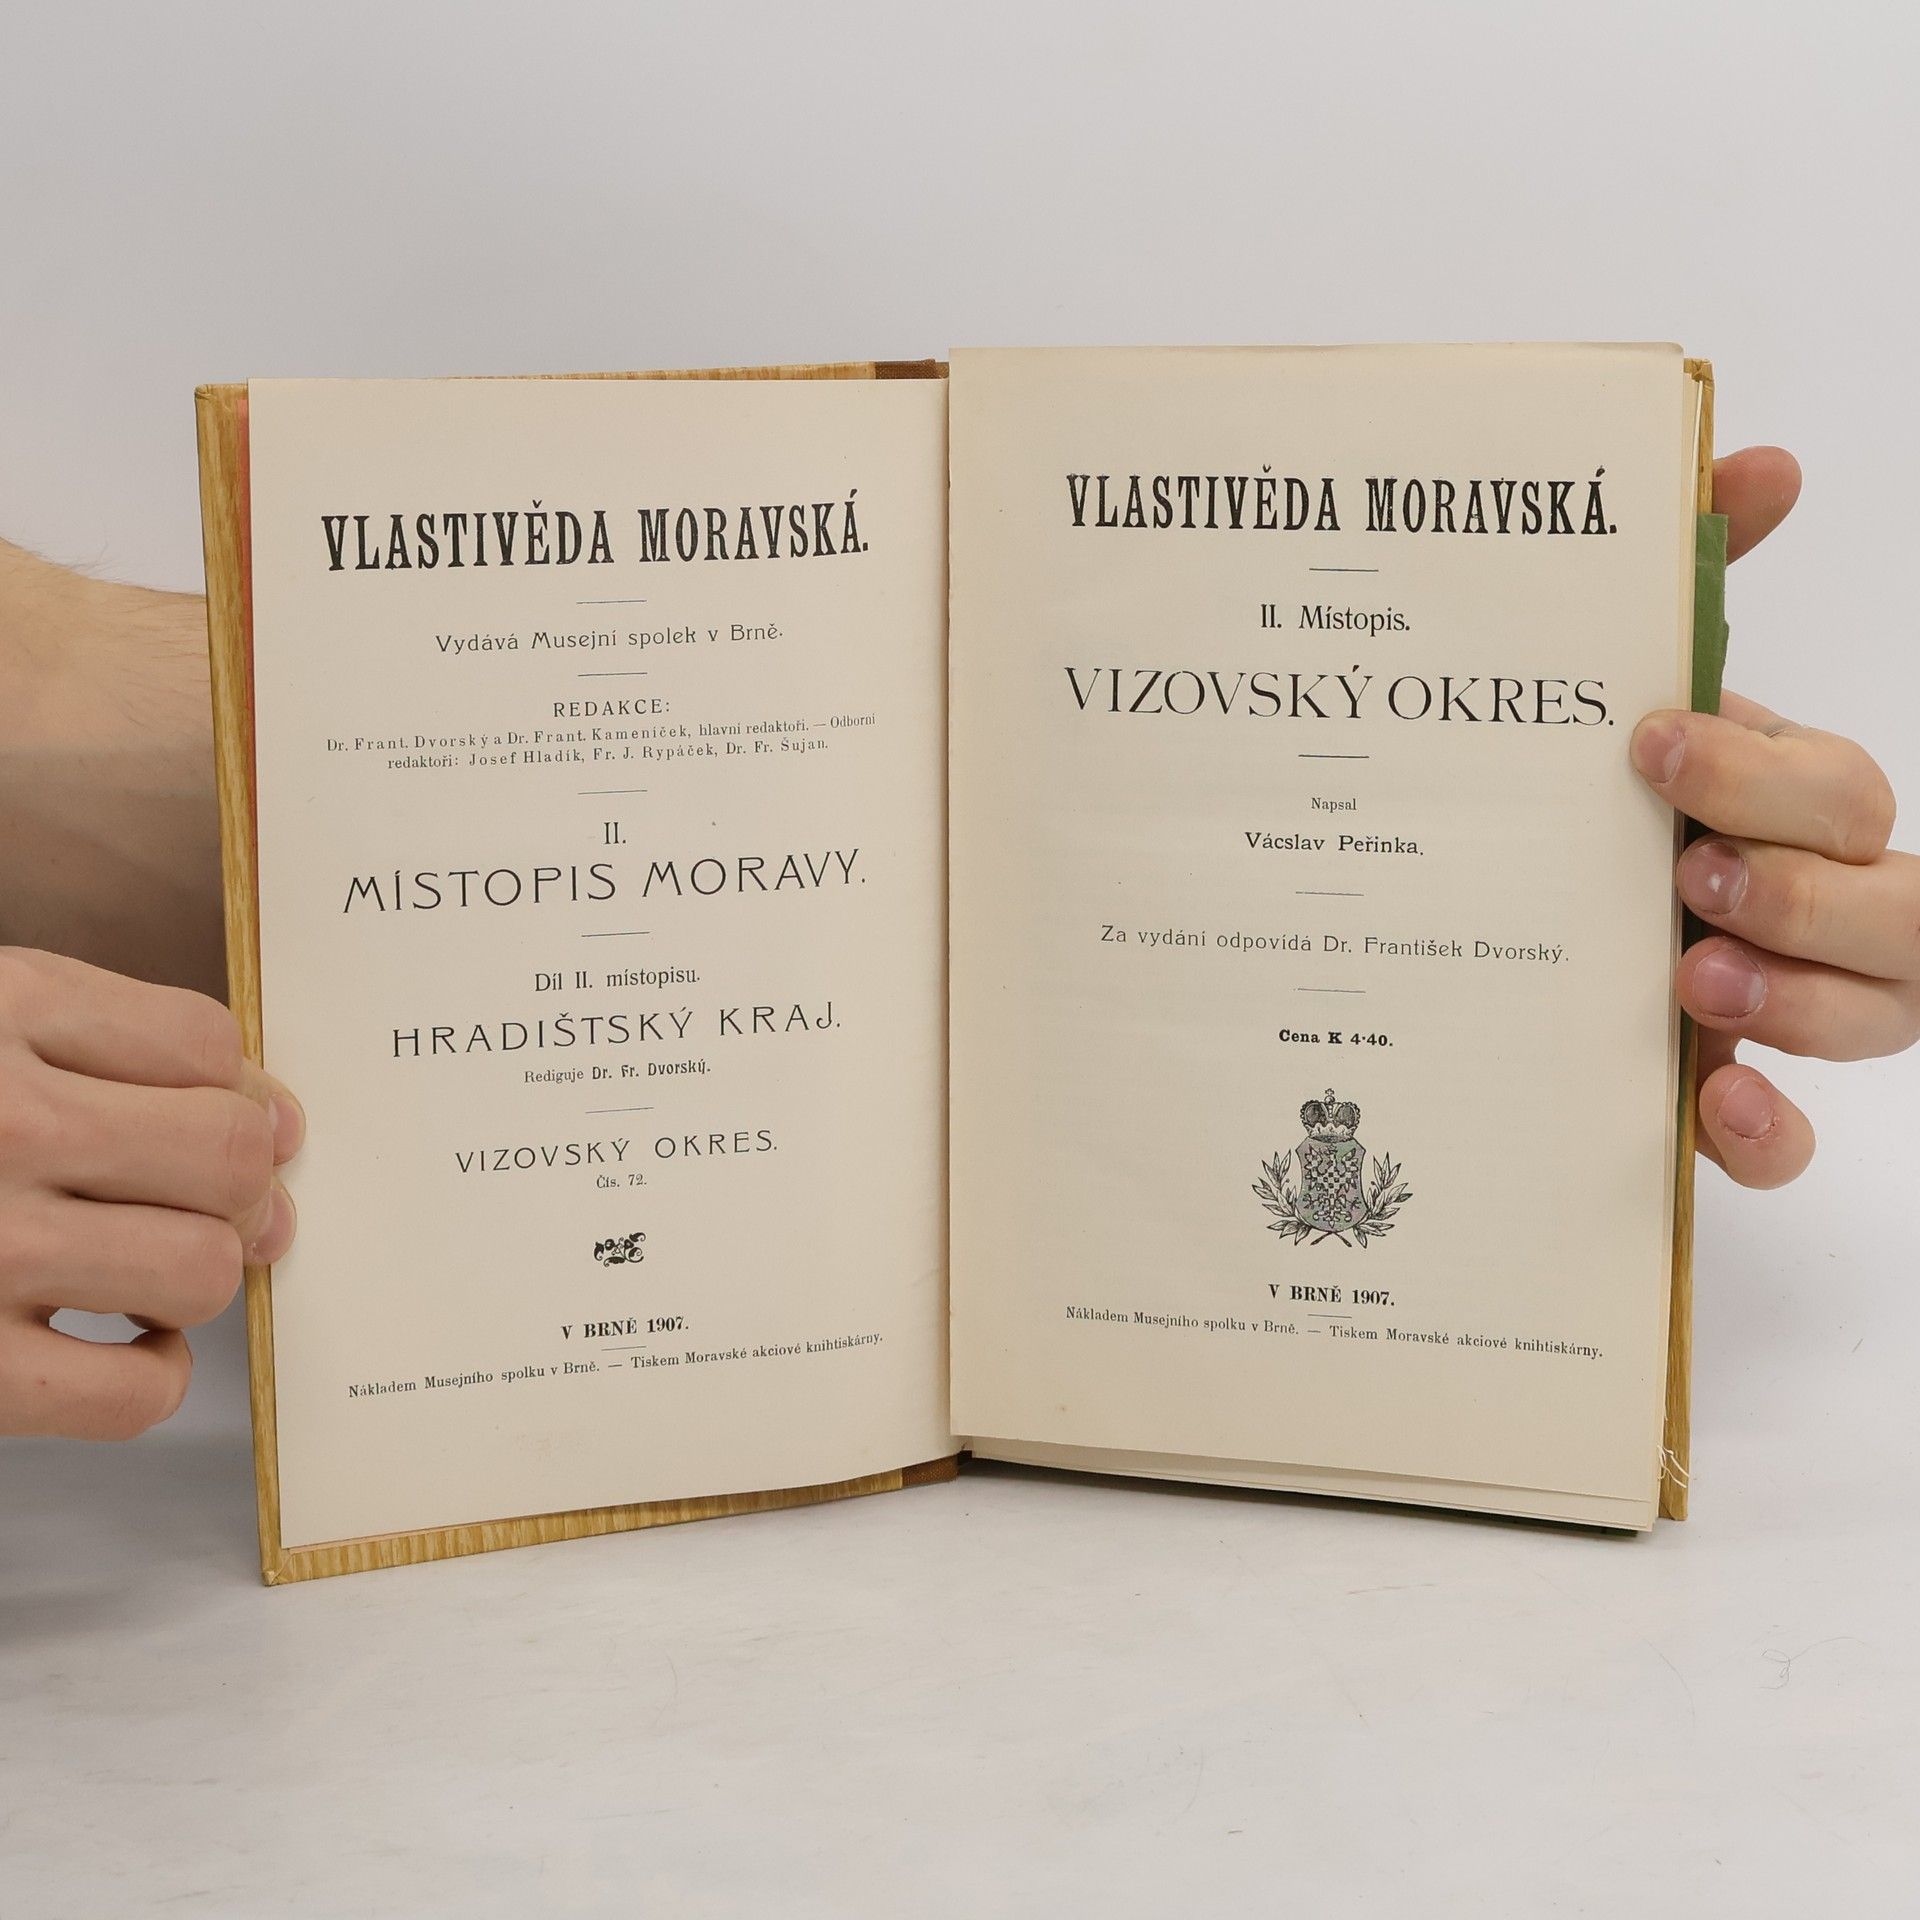 VLASTIVĚDA MORAVSKÁ.
Vydává Musejní spolek v Brně.
REDAKCE:
Dr. Frant. Dvorský a Dr. Frant. Kameníček, hlavní redaktoři. — Odborní
redaktoři: Josef Hladík, Fr. J. Rypáček, Dr. Fr. Šujan.
II.
MÍSTOPIS MORAVY.
Díl II. místopisu.
HRADIŠTSKÝ KRAJ.
Rediguje Dr. Fr. Dvorský.
VIZOVSKÝ OKRES.
Čís. 72.
V BRNĚ 1907.
Nákladem Musejního spolku v Brně. — Tiskem Moravské akciové knihtiskárny.
VLASTIVĚDA MORAVSKÁ.
II. Místopis.
VIZOVSKÝ OKRES.
Napsal
Vácslav Peřinka.
Za vydání odpovídá Dr. František Dvorský.
Cena K 4·40.
V BRNĚ 1907.
Nákladem Musejního spolku v Brně. — Tiskem Moravské akciové knihtiskárny.